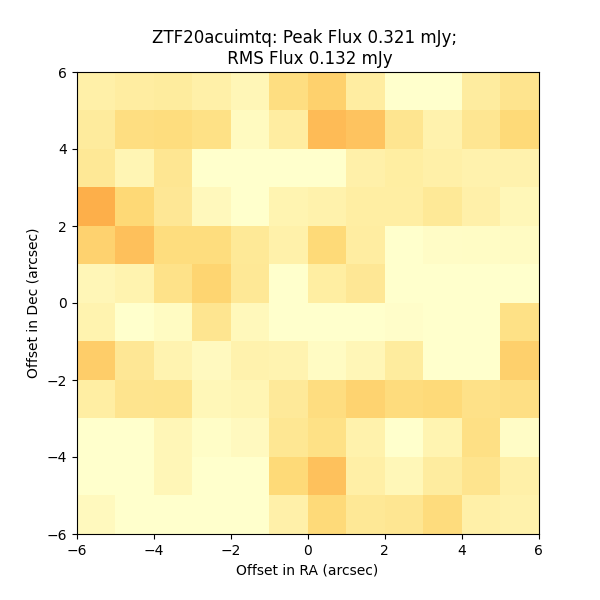 ZTF20acuimtq: Peak Flux 0.321 mJy;
RMS Flux 0.132 mJy
6
4
2
0
−2
−4
−6
Offset in Dec (arcsec)
−6 −4 −2 0 2 4 6
Offset in RA (arcsec)